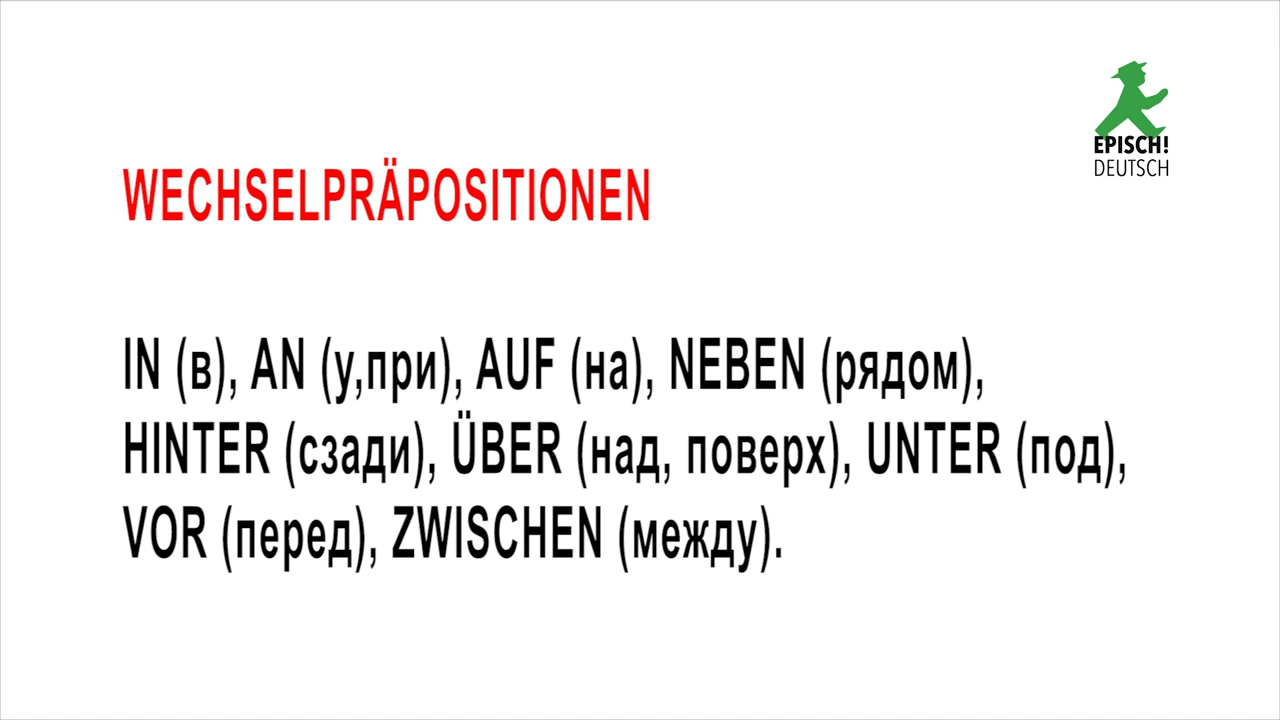 EPISCH!
DEUTSCH
WECHSELPRÄPOSITIONEN
IN (в), AN (у,при), AUF (на), NEBEN (рядом),
HINTER (сзади), ÜBER (над, поверх), UNTER (под),
VOR (перед), ZWISCHEN (между).